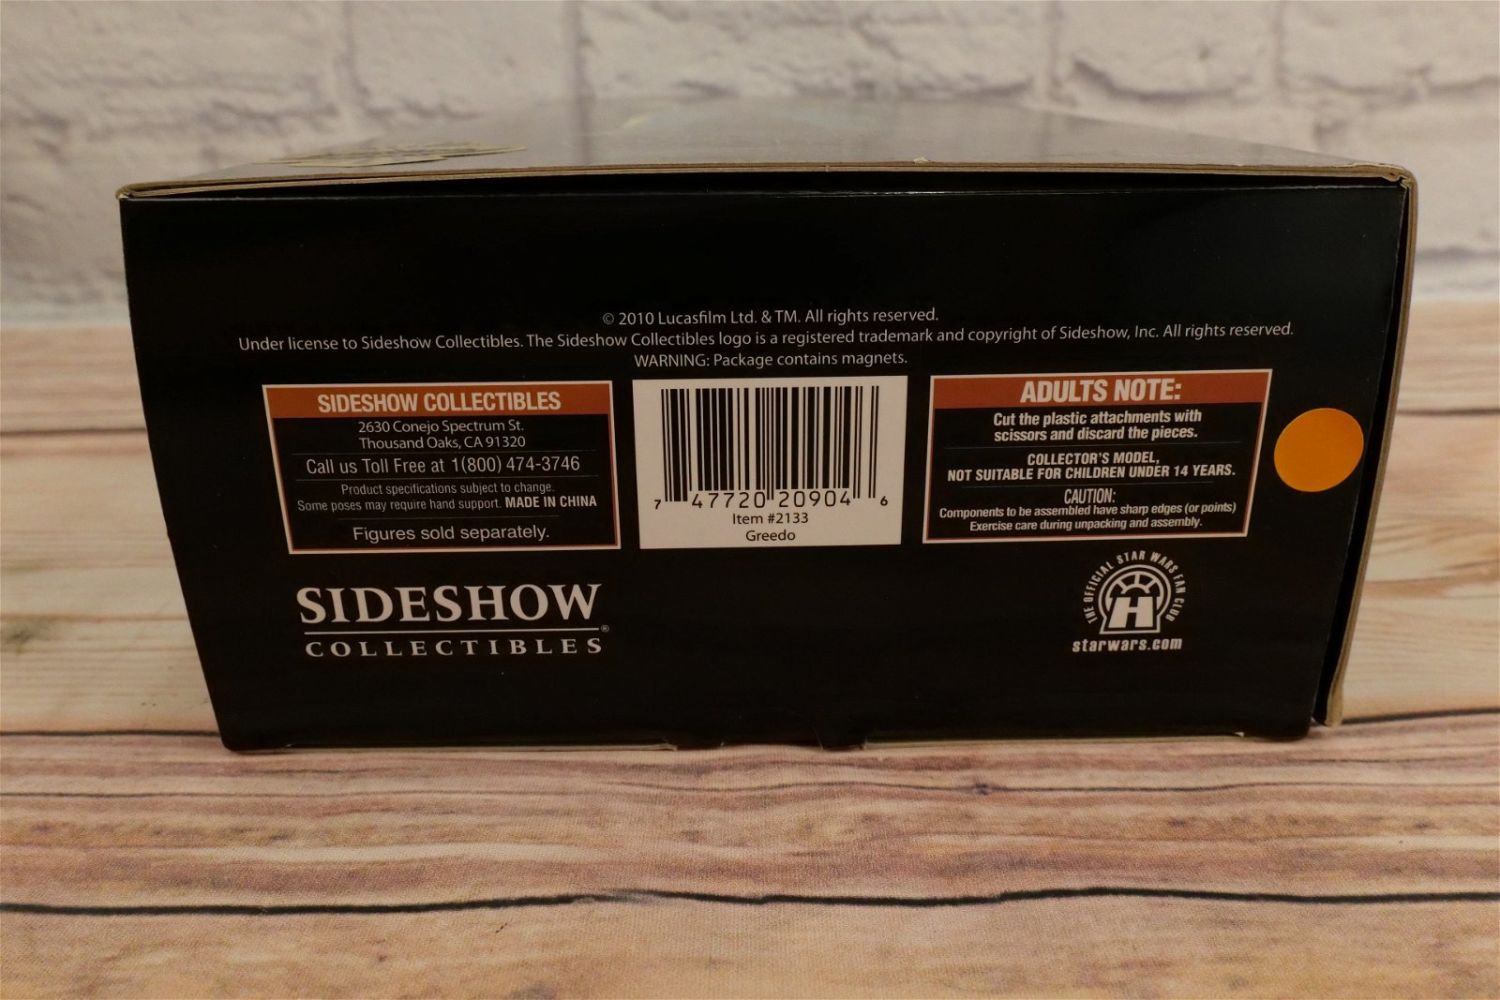 © 2010 Lucasfilm Ltd. & TM. All rights reserved.
Under license to Sideshow Collectibles. The Sideshow Collectibles logo is a registered trademark and copyright of Sideshow, Inc. All rights reserved.
WARNING: Package contains magnets.
SIDESHOW COLLECTIBLES
2630 Conejo Spectrum St.
Thousand Oaks, CA 91320
Call us Toll Free at 1(800) 474-3746
Product specifications subject to change.
Some poses may require hand support. MADE IN CHINA
Figures sold separately.
7 47720 20904 6
Item #2133
Greedo
ADULTS NOTE:
Cut the plastic attachments with
scissors and discard the pieces.
COLLECTOR'S MODEL,
NOT SUITABLE FOR CHILDREN UNDER 14 YEARS.
CAUTION:
Components to be assembled have sharp edges (or points)
Exercise care during unpacking and assembly.
SIDESHOW®
COLLECTIBLES
THE OFFICIAL STAR WARS FAN CLUB
H
starwars.com